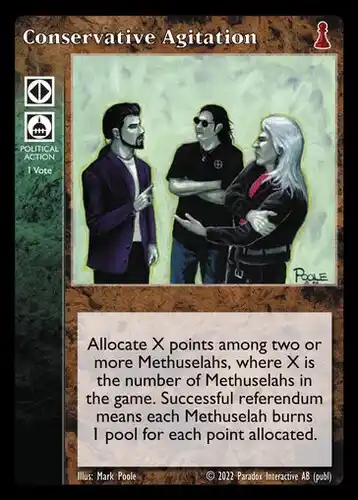 Conservative Agitation
POLITICAL
ACTION
1 Vote
POOLE
Allocate X points among two or
more Methuselahs, where X is
the number of Methuselahs in
the game. Successful referendum
means each Methuselah burns
1 pool for each point allocated.
Illus: Mark Poole
© 2022 Paradox Interactive AB (publ)